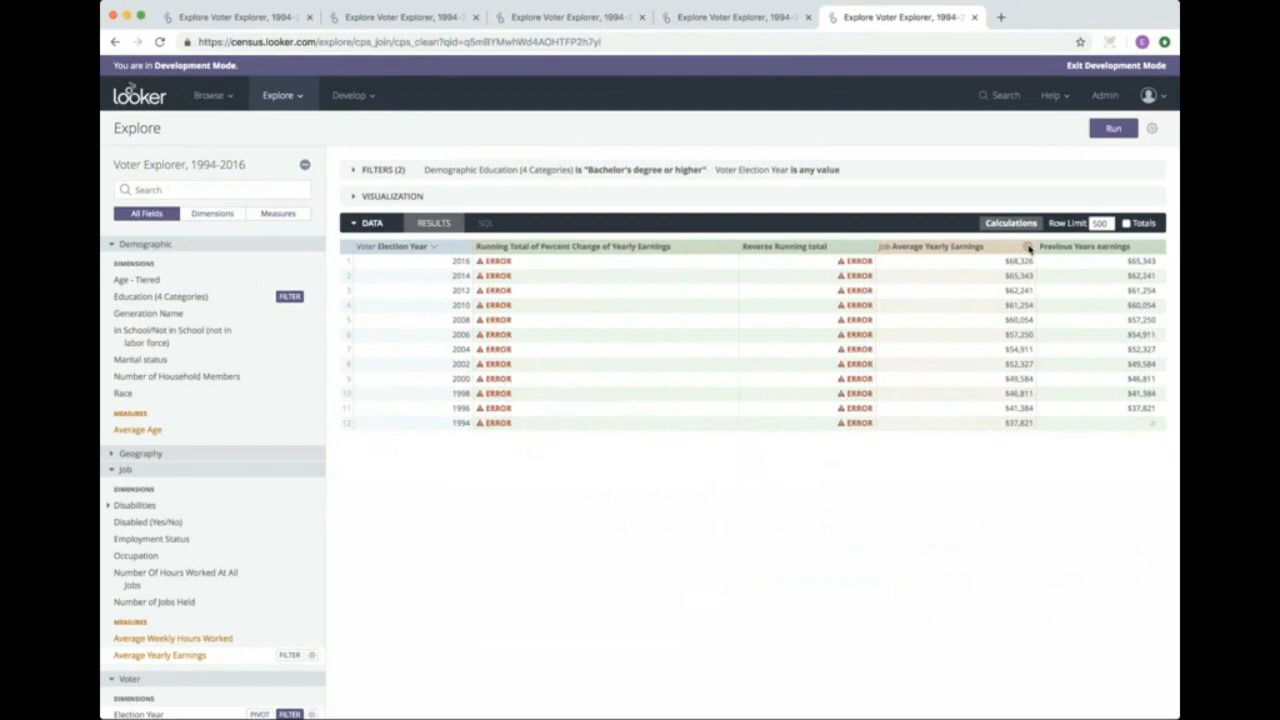 Explore Voter Explorer, 1994-2 × Explore Voter Explorer, 1994-2 × Explore Voter Explorer, 1994-2 × Explore Voter Explorer, 1994-2 × Explore Voter Explorer, 1994-2 ×
E
You are in Development Mode. Exit Development Mode
looker Browse Explore Develop Search Help Admin
Explore Run
Voter Explorer, 1994-2016
Search
All Fields Dimensions Measures
Demographic
DIMENSIONS
Age - Tiered
Education (4 Categories) FILTER
Generation Name
In School/Not in School (not in
labor force)
Marital status
Number of Household Members
Race
MEASURES
Average Age
Geography
Job
DIMENSIONS
Disabilities
Disabled (Yes/No)
Employment Status
Occupation
Number Of Hours Worked At All
Jobs
Number of Jobs Held
MEASURES
Average Weekly Hours Worked
Average Yearly Earnings FILTER
Voter
DIMENSIONS
Election Year PIVOT FILTER
FILTERS (2) Demographic Education (4 Categories) is "Bachelor's degree or higher" Voter Election Year is any value
VISUALIZATION
DATA RESULTS SQL Calculations Row Limit 500 Totals
Voter Election Year Running Total of Percent Change of Yearly Earnings Reverse Running total Job Average Yearly Earnings Previous Years earnings
1 2016 ERROR ERROR $68,326 $65,343
2 2014 ERROR ERROR $65,343 $62,241
3 2012 ERROR ERROR $62,241 $61,254
4 2010 ERROR ERROR $61,254 $60,054
5 2008 ERROR ERROR $60,054 $57,250
6 2006 ERROR ERROR $57,250 $54,911
7 2004 ERROR ERROR $54,911 $52,327
8 2002 ERROR ERROR $52,327 $49,584
9 2000 ERROR ERROR $49,584 $46,811
10 1998 ERROR ERROR $46,811 $41,384
11 1996 ERROR ERROR $41,384 $37,821
12 1994 ERROR ERROR $37,821 ∅